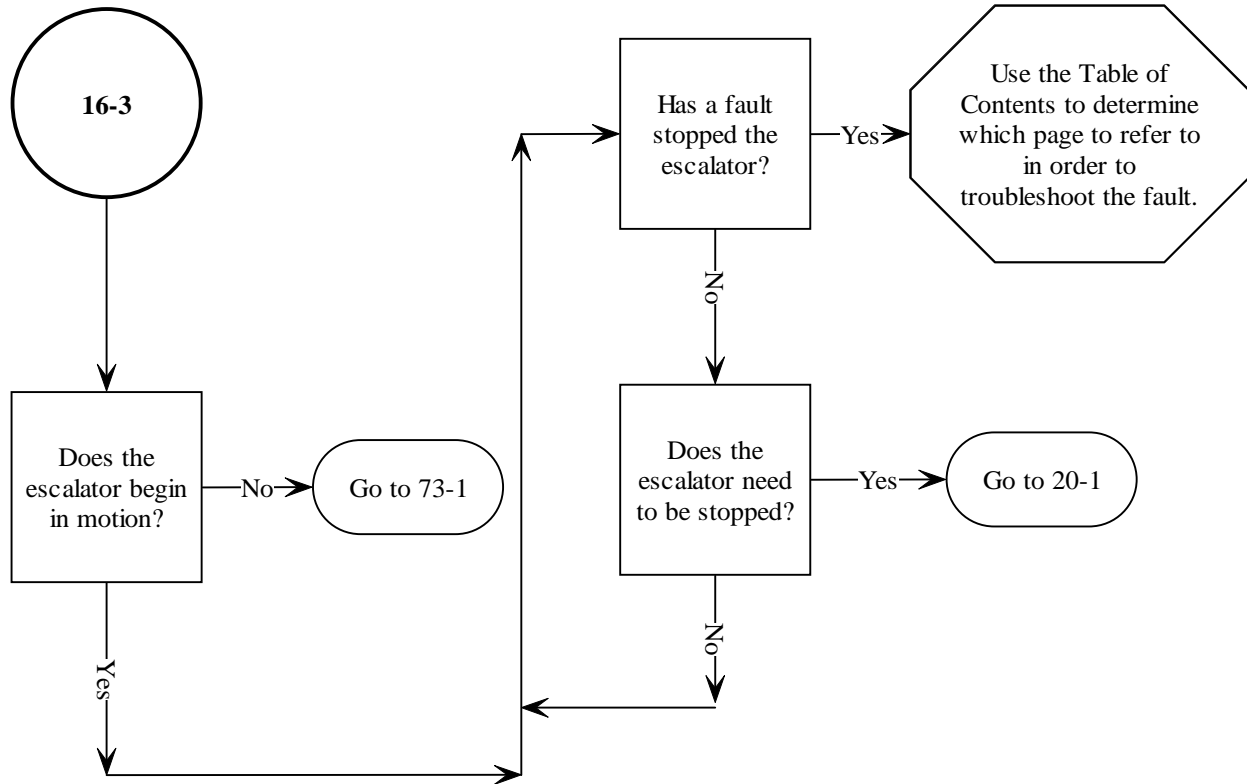 16-3
Does the
escalator begin
in motion?
No
Go to 73-1
Yes
Has a fault
stopped the
escalator?
Yes
Use the Table of
Contents to determine
which page to refer to
in order to
troubleshoot the fault.
No
Does the
escalator need
to be stopped?
Yes
Go to 20-1
No